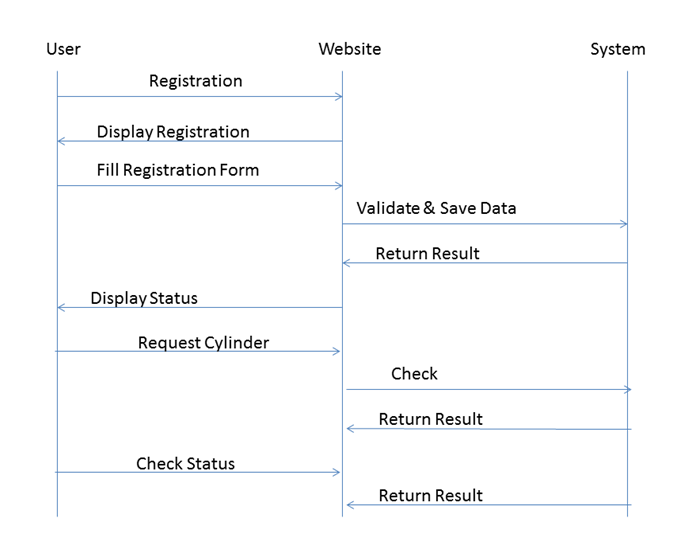 User Website System
Registration
Display Registration
Fill Registration Form
Validate & Save Data
Return Result
Display Status
Request Cylinder
Check
Return Result
Check Status
Return Result